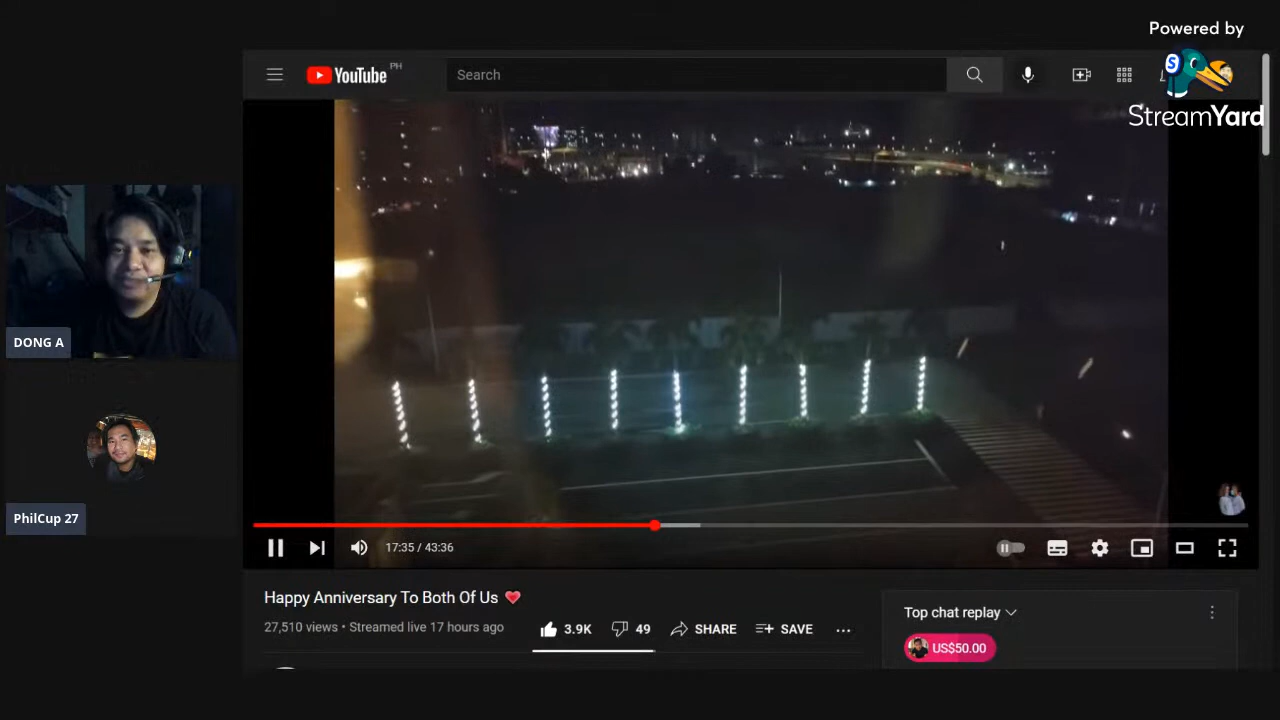 Powered by
StreamYard
YouTube PH
Search
DONG A
PhilCup 27
17:35 / 43:36
Happy Anniversary To Both Of Us
27,510 views • Streamed live 17 hours ago
3.9K
49
SHARE
SAVE
Top chat replay
US$50.00